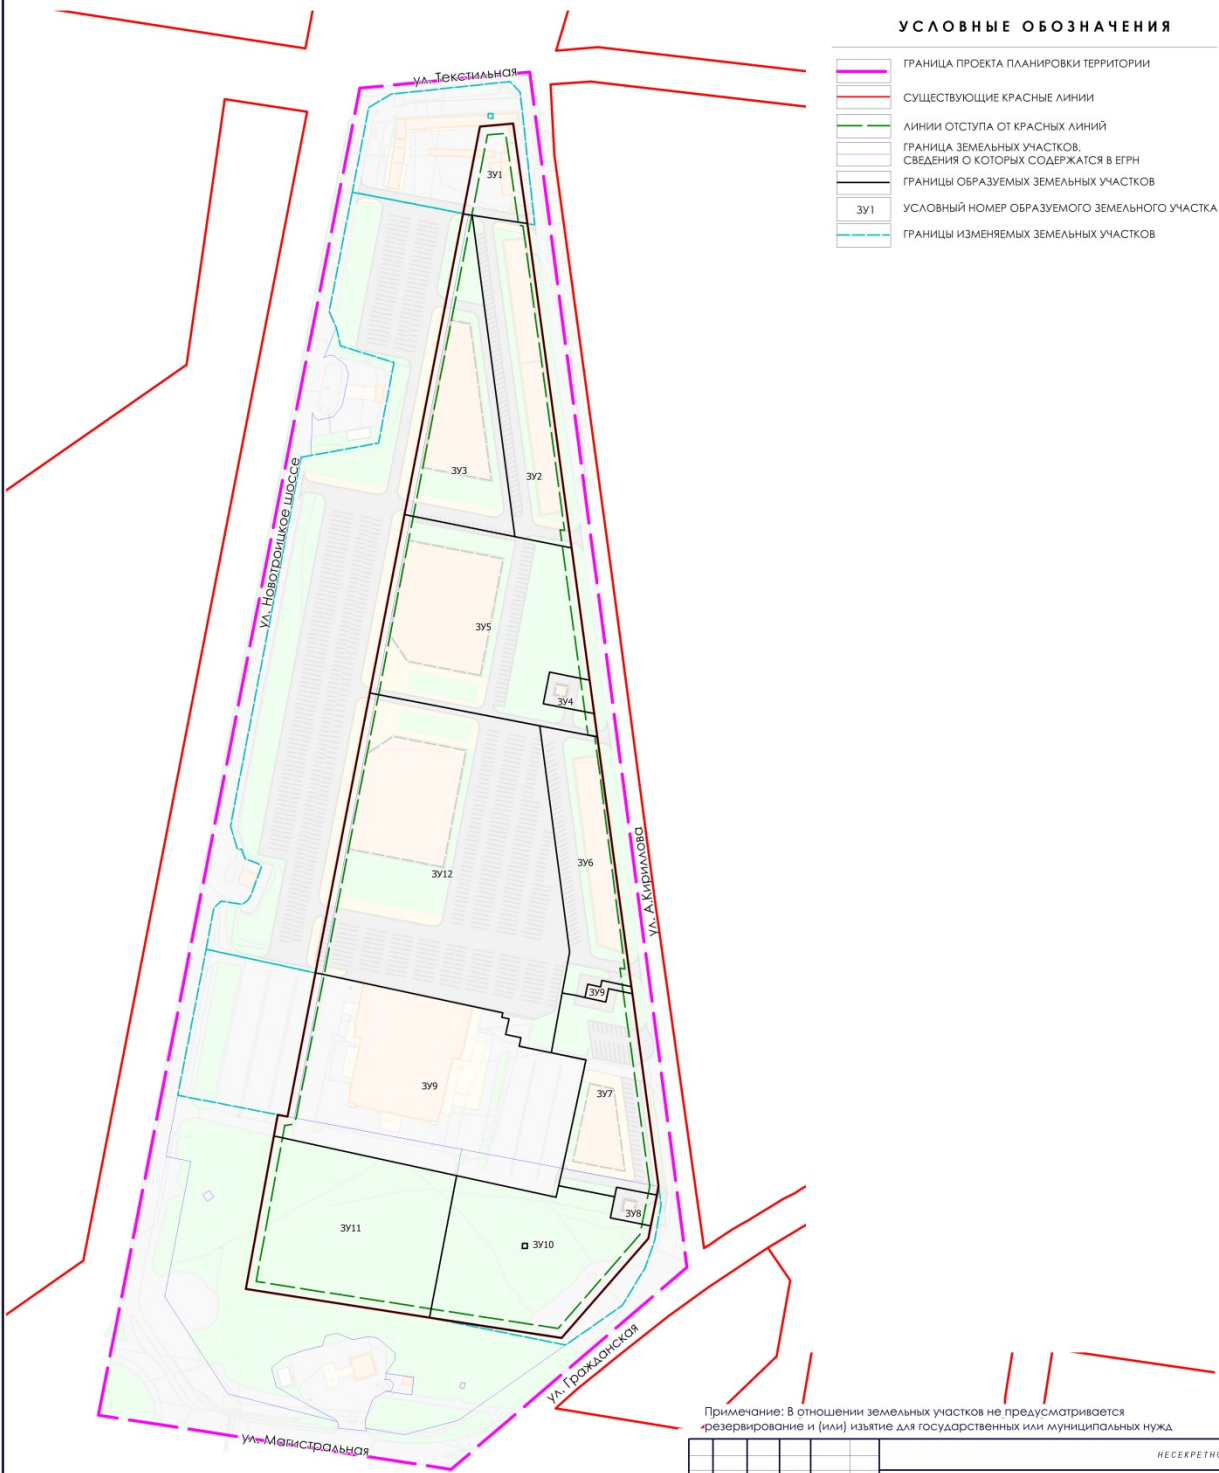 УСЛОВНЫЕ ОБОЗНАЧЕНИЯ
ГРАНИЦА ПРОЕКТА ПЛАНИРОВКИ ТЕРРИТОРИИ
СУЩЕСТВУЮЩИЕ КРАСНЫЕ ЛИНИИ
ЛИНИИ ОТСТУПА ОТ КРАСНЫХ ЛИНИЙ
ГРАНИЦА ЗЕМЕЛЬНЫХ УЧАСТКОВ,
СВЕДЕНИЯ О КОТОРЫХ СОДЕРЖАТСЯ В ЕГРН
ГРАНИЦЫ ОБРАЗУЕМЫХ ЗЕМЕЛЬНЫХ УЧАСТКОВ
ЗУ1 УСЛОВНЫЙ НОМЕР ОБРАЗУЕМОГО ЗЕМЕЛЬНОГО УЧАСТКА
ГРАНИЦЫ ИЗМЕНЯЕМЫХ ЗЕМЕЛЬНЫХ УЧАСТКОВ
ул. Текстильная
ЗУ1
ЗУ3
ЗУ2
ул. Новотроицкое шоссе
ЗУ5
ЗУ4
ЗУ6
ЗУ12
ул. А.Кириллова
ЗУ9
ЗУ9
ЗУ7
ЗУ8
ЗУ11
ЗУ10
ул. Гражданская
ул. Магистральная
Примечание: В отношении земельных участков не предусматривается
резервирование и (или) изъятие для государственных или муниципальных нужд
НЕСЕКРЕТНО